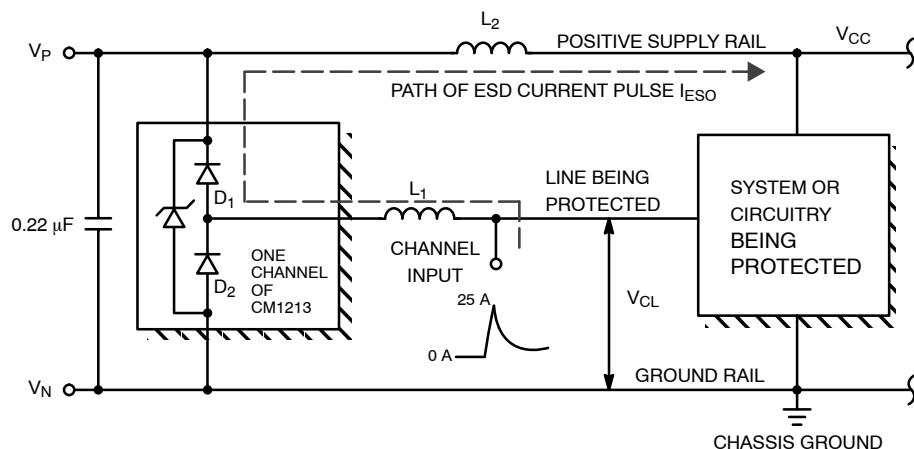 L2
VP
POSITIVE SUPPLY RAIL
VCC
PATH OF ESD CURRENT PULSE IESO
D1
L1
LINE BEING
PROTECTED
SYSTEM OR
CIRCUITRY
BEING
PROTECTED
0.22 μF
ONE
CHANNEL
OF
CM1213
D2
CHANNEL
INPUT
25 A
0 A
VCL
VN
GROUND RAIL
CHASSIS GROUND